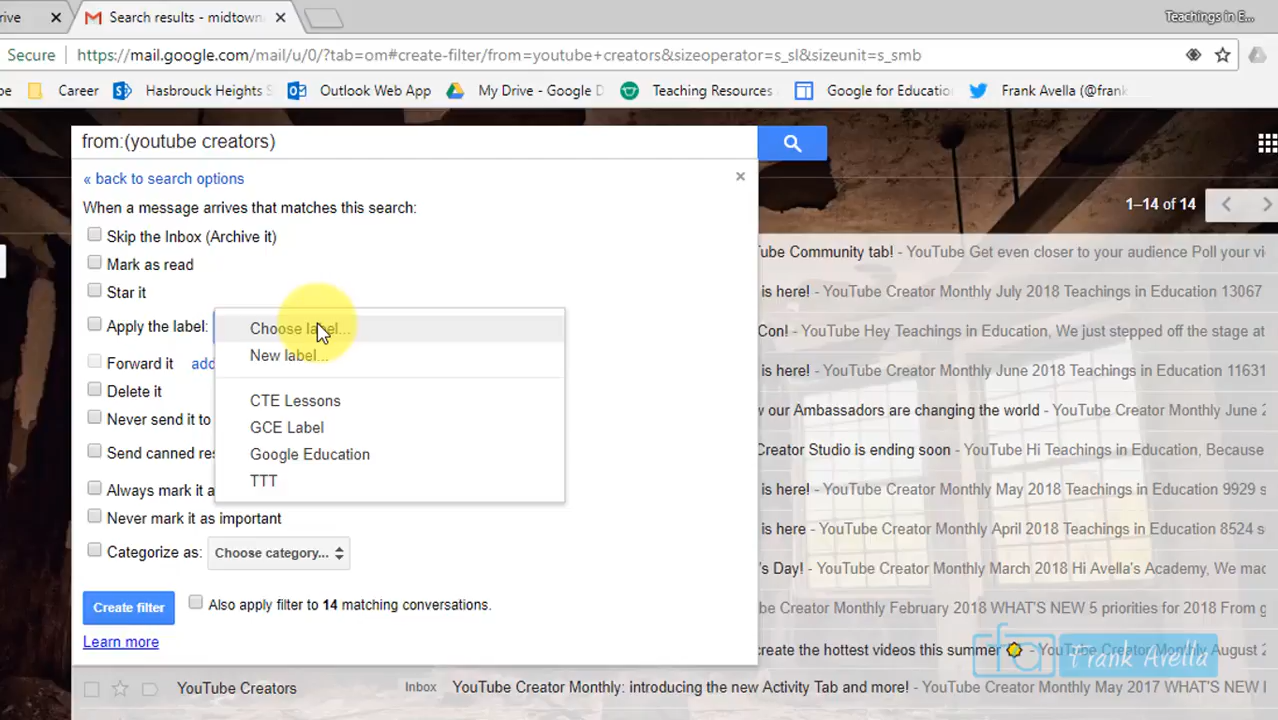 rive
Search results - midtown
Teachings in E...
Secure https://mail.google.com/mail/u/0/?tab=om#create-filter/from=youtube+creators&sizeoperator=s_sl&sizeunit=s_smb
Career Hasbrouck Heights S Outlook Web App My Drive - Google D Teaching Resources Google for Educatio Frank Avella (@frank
from:(youtube creators)
« back to search options
When a message arrives that matches this search:
Skip the Inbox (Archive it)
Mark as read
Star it
Apply the label:
Choose label...
New label...
CTE Lessons
GCE Label
Google Education
TTT
Forward it add
Delete it
Never send it to
Send canned res
Always mark it a
Never mark it as important
Categorize as: Choose category...
Create filter Also apply filter to 14 matching conversations.
Learn more
1–14 of 14
Tube Community tab! - YouTube Get even closer to your audience Poll your vi
is here! - YouTube Creator Monthly July 2018 Teachings in Education 13067
Con! - YouTube Hey Teachings in Education, We just stepped off the stage at
is here! - YouTube Creator Monthly June 2018 Teachings in Education 11631
w our Ambassadors are changing the world - YouTube Creator Monthly June 2
Creator Studio is ending soon - YouTube Hi Teachings in Education, Because
is here! - YouTube Creator Monthly May 2018 Teachings in Education 9929 s
is here - YouTube Creator Monthly April 2018 Teachings in Education 8524 s
's Day! - YouTube Creator Monthly March 2018 Hi Avella's Academy, We mac
YouTube Creator Monthly February 2018 WHAT'S NEW 5 priorities for 2018 From g
create the hottest videos this summer - YouTube Creator Monthly August 2
fa Frank Avella
YouTube Creators Inbox YouTube Creator Monthly: introducing the new Activity Tab and more! - YouTube Creator Monthly May 2017 WHAT'S NEW I